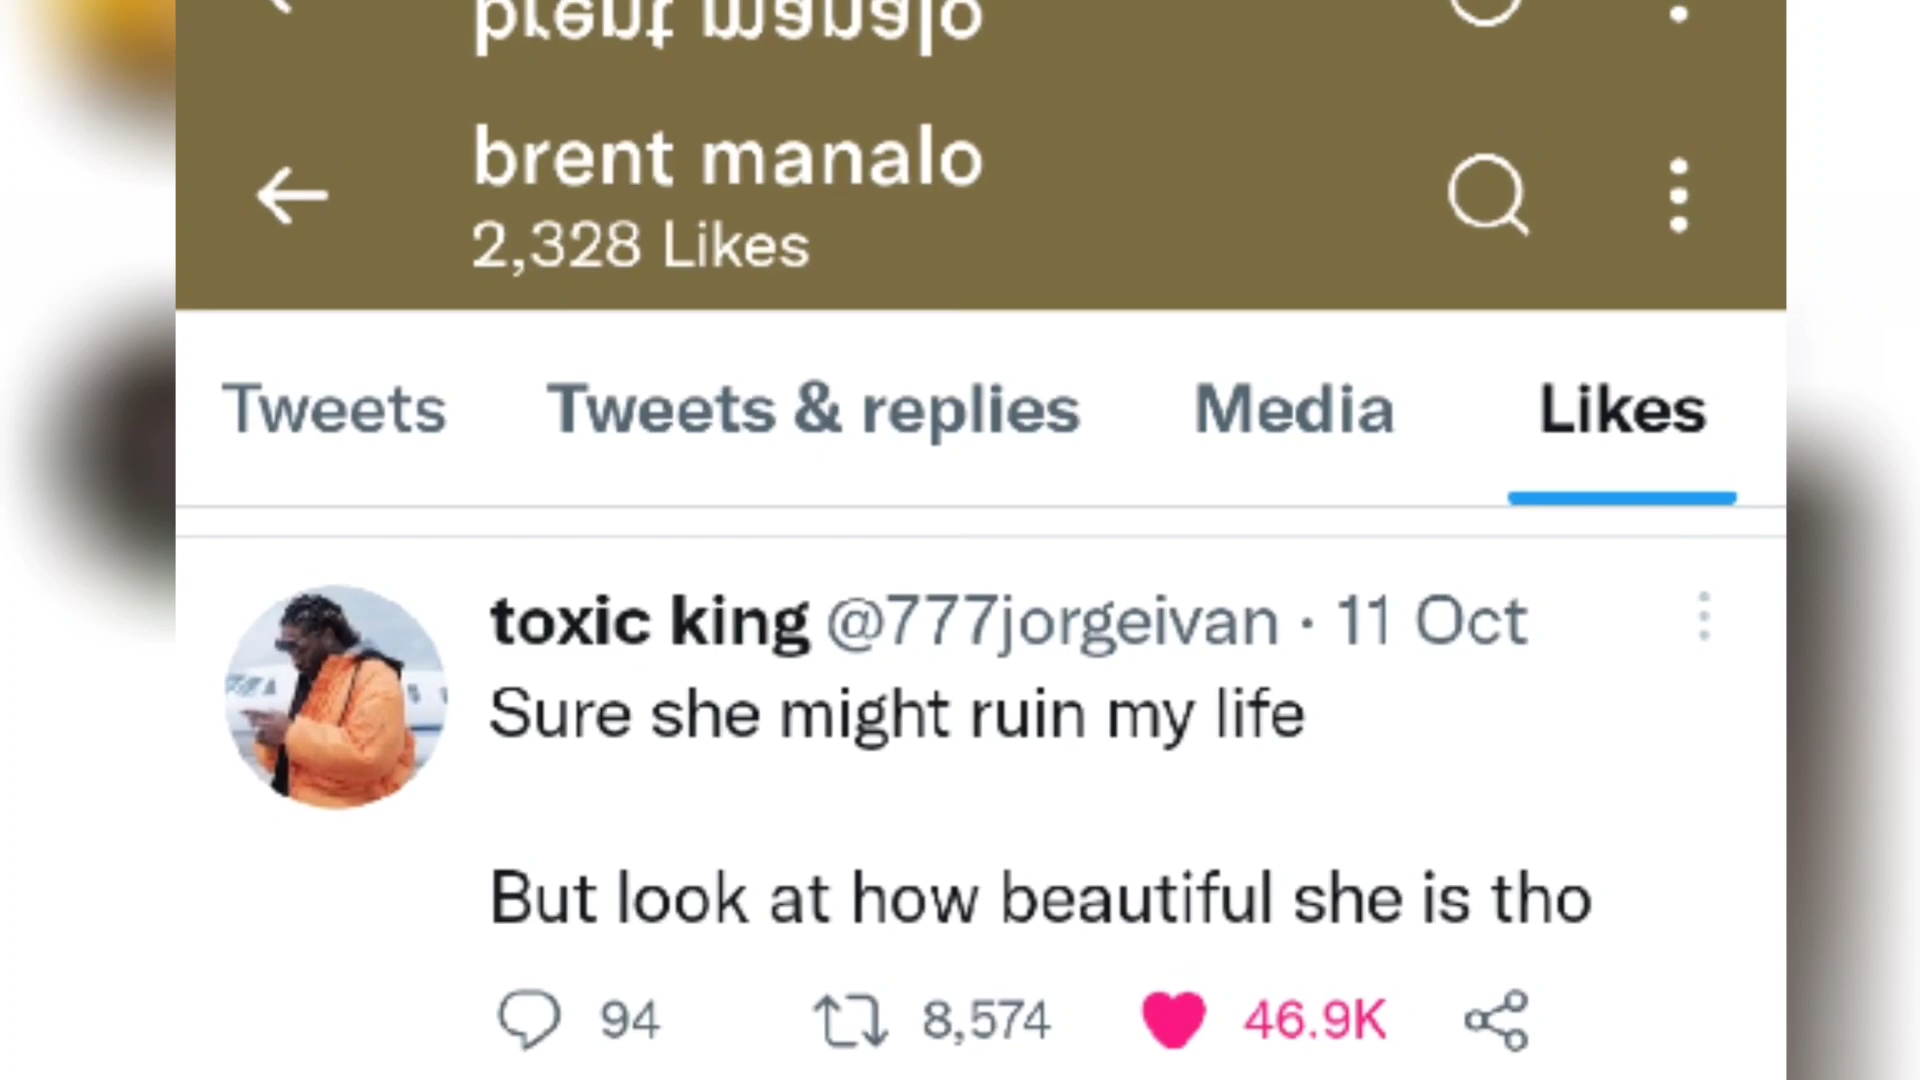 brent manalo
2,328 Likes
Tweets Tweets & replies Media Likes
toxic king @777jorgeivan · 11 Oct
Sure she might ruin my life
But look at how beautiful she is tho
94 8,574 46.9K